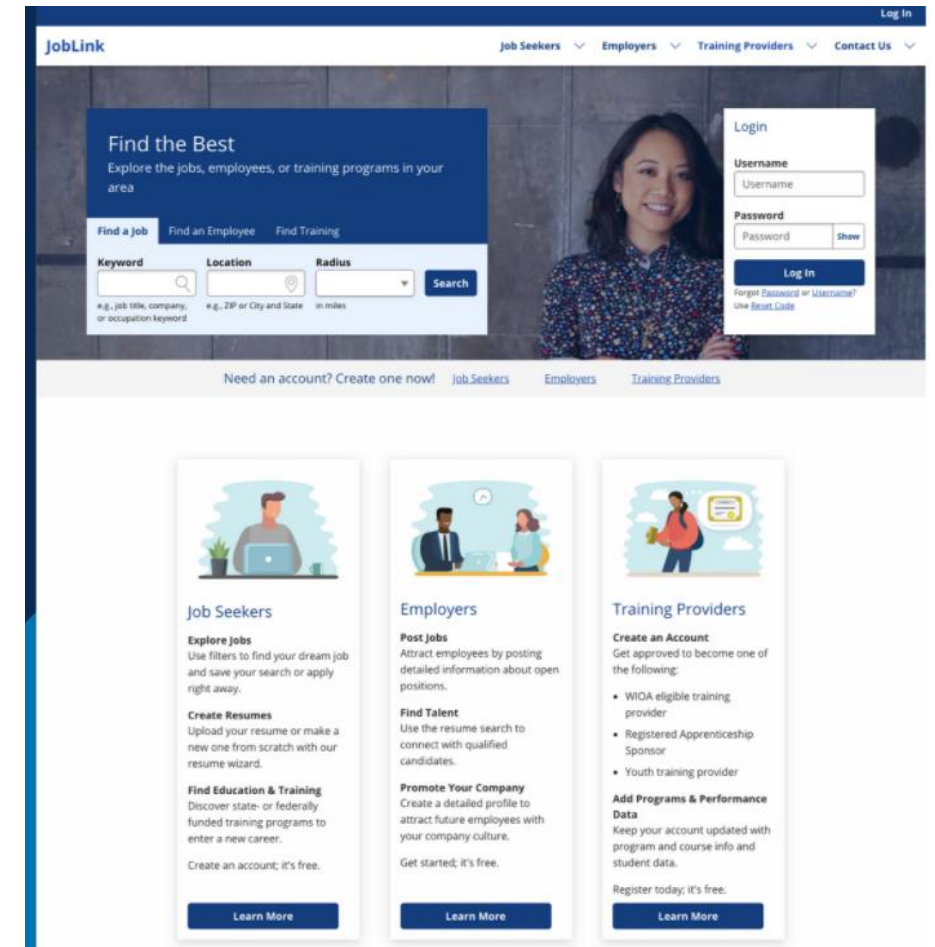 Log In
JobLink
Job Seekers Employers Training Providers Contact Us
Find the Best
Explore the jobs, employees, or training programs in your
area
Find a Job Find an Employee Find Training
Keyword Location Radius
Search
e.g., job title, company,
or occupation keyword
e.g., ZIP or City and State
in miles
Login
Username
Username
Password
Password Show
Log In
Forgot Password or Username?
Use Reset Code
Need an account? Create one now! Job Seekers Employers Training Providers
Job Seekers
Explore Jobs
Use filters to find your dream job
and save your search or apply
right away.
Create Resumes
Upload your resume or make a
new one from scratch with our
resume wizard.
Find Education & Training
Discover state- or federally
funded training programs to
enter a new career.
Create an account; it's free.
Learn More
Employers
Post Jobs
Attract employees by posting
detailed information about open
positions.
Find Talent
Use the resume search to
connect with qualified
candidates.
Promote Your Company
Create a detailed profile to
attract future employees with
your company culture.
Get started; it's free.
Learn More
Training Providers
Create an Account
Get approved to become one of
the following:
• WIOA eligible training
provider
• Registered Apprenticeship
Sponsor
• Youth training provider
Add Programs & Performance
Data
Keep your account updated with
program and course info and
student data.
Register today; it's free.
Learn More